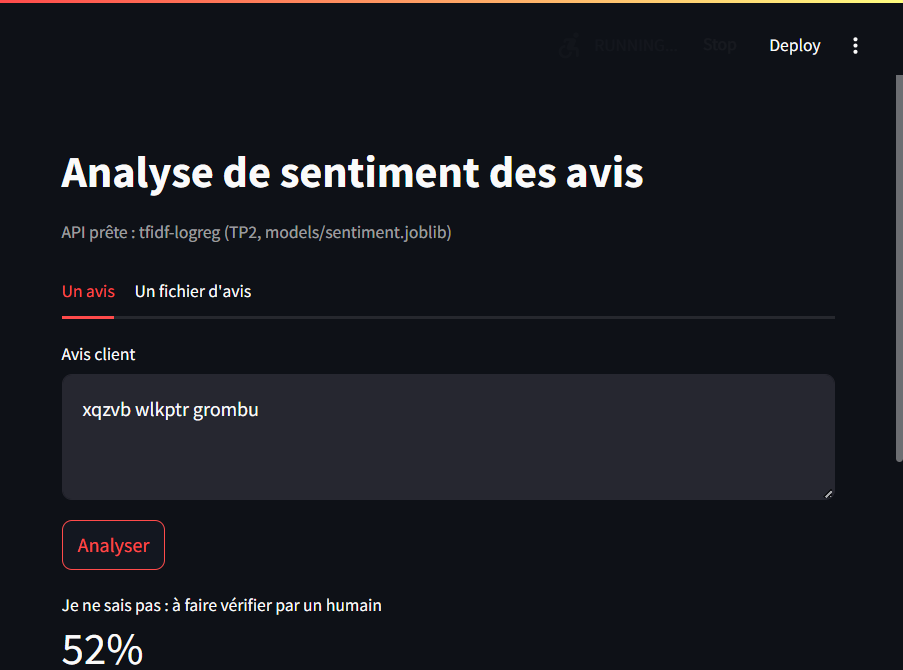 RUNNING... Stop Deploy
Analyse de sentiment des avis
API prête : tfidf-logreg (TP2, models/sentiment.joblib)
Un avis Un fichier d'avis
Avis client
xqzvb wlkptr grombu
Analyser
Je ne sais pas : à faire vérifier par un humain
52%